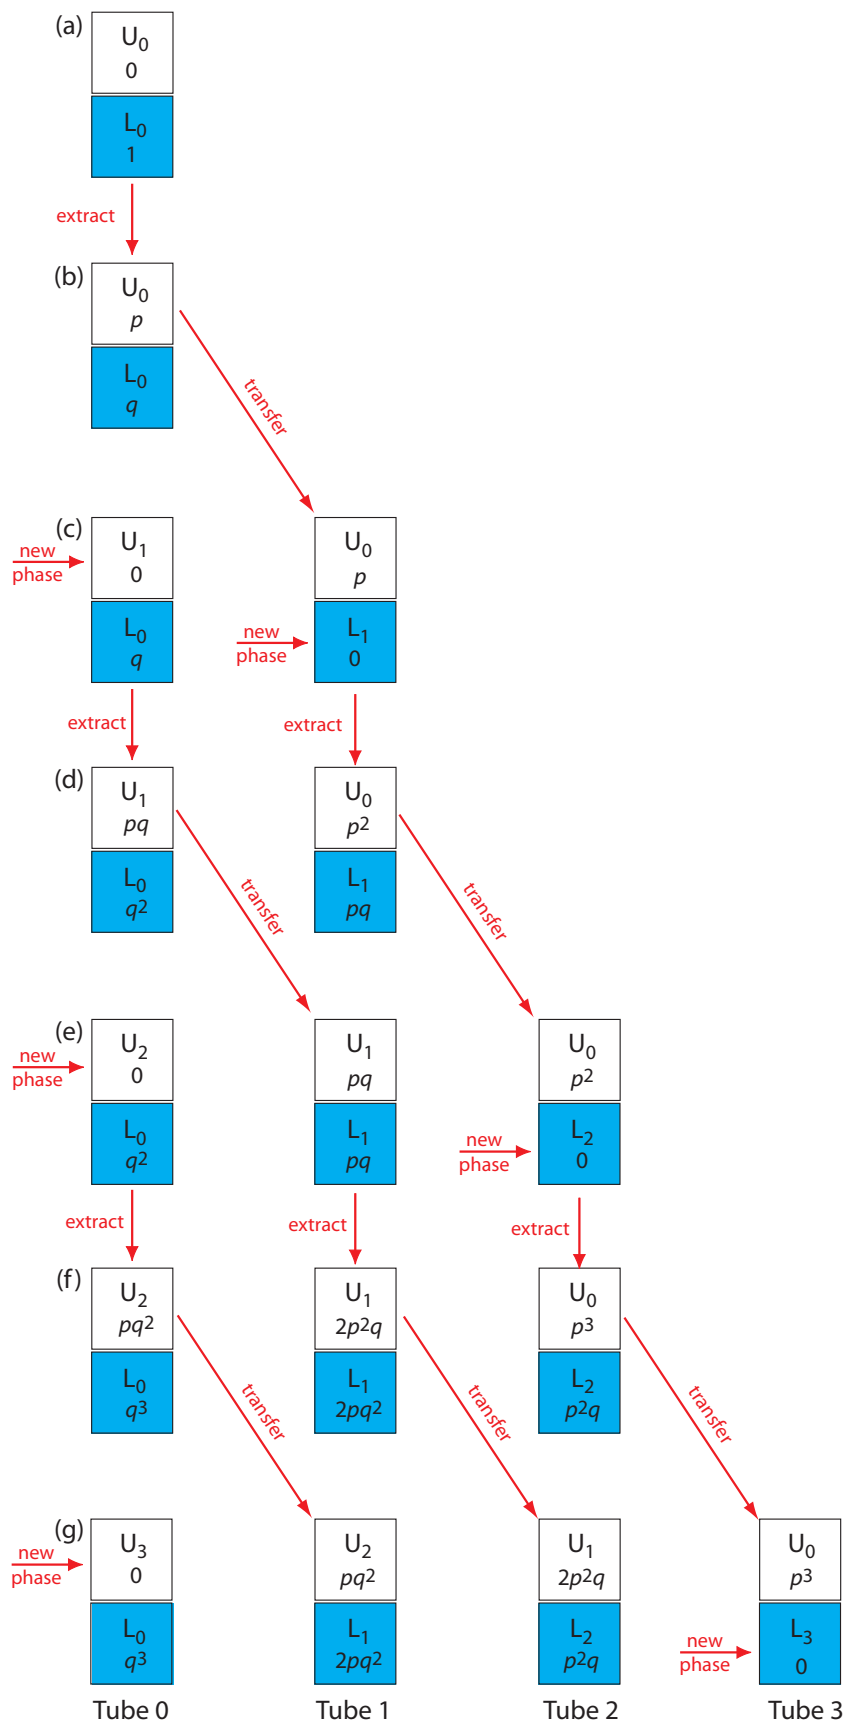 (a)
U₀
0
L₀
1
extract
(b)
U₀
p
L₀
q
transfer
(c)
new
phase
U₁
0
L₀
q
U₀
p
new
phase
L₁
0
extract
extract
(d)
U₁
pq
L₀
q²
U₀
p²
L₁
pq
transfer
transfer
(e)
new
phase
U₂
0
L₀
q²
U₁
pq
L₁
pq
U₀
p²
new
phase
L₂
0
extract
extract
extract
(f)
U₂
pq²
L₀
q³
U₁
2p²q
L₁
2pq²
U₀
p³
L₂
p²q
transfer
transfer
transfer
(g)
new
phase
U₃
0
L₀
q³
U₂
pq²
L₁
2pq²
U₁
2p²q
L₂
p²q
U₀
p³
new
phase
L₃
0
Tube 0
Tube 1
Tube 2
Tube 3